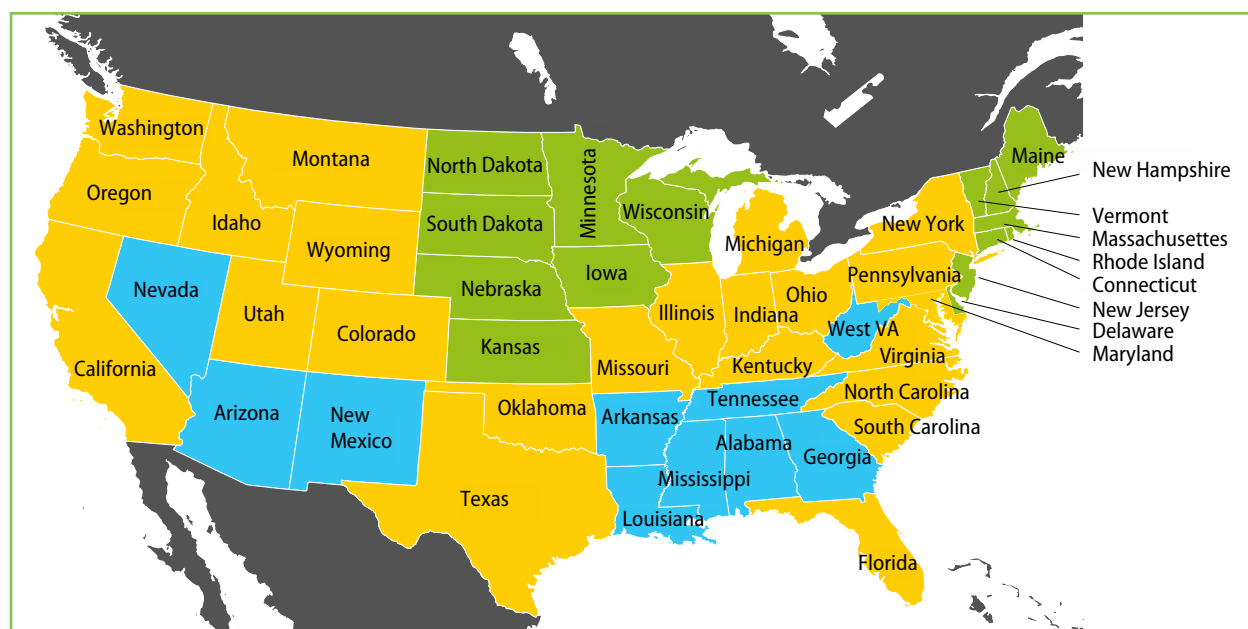 Washington
Montana
North Dakota
Minnesota
Maine
New Hampshire
Oregon
Idaho
South Dakota
Wisconsin
New York
Vermont
Wyoming
Michigan
Massachusettes
Rhode Island
Connecticut
Nevada
Nebraska
Iowa
Pennsylvania
New Jersey
Utah
Colorado
Kansas
Illinois
Indiana
Ohio
West VA
Delaware
Maryland
California
Missouri
Kentucky
Virginia
Arizona
New
Mexico
Oklahoma
Arkansas
Tennessee
North Carolina
South Carolina
Texas
Louisiana
Mississippi
Alabama
Georgia
Florida